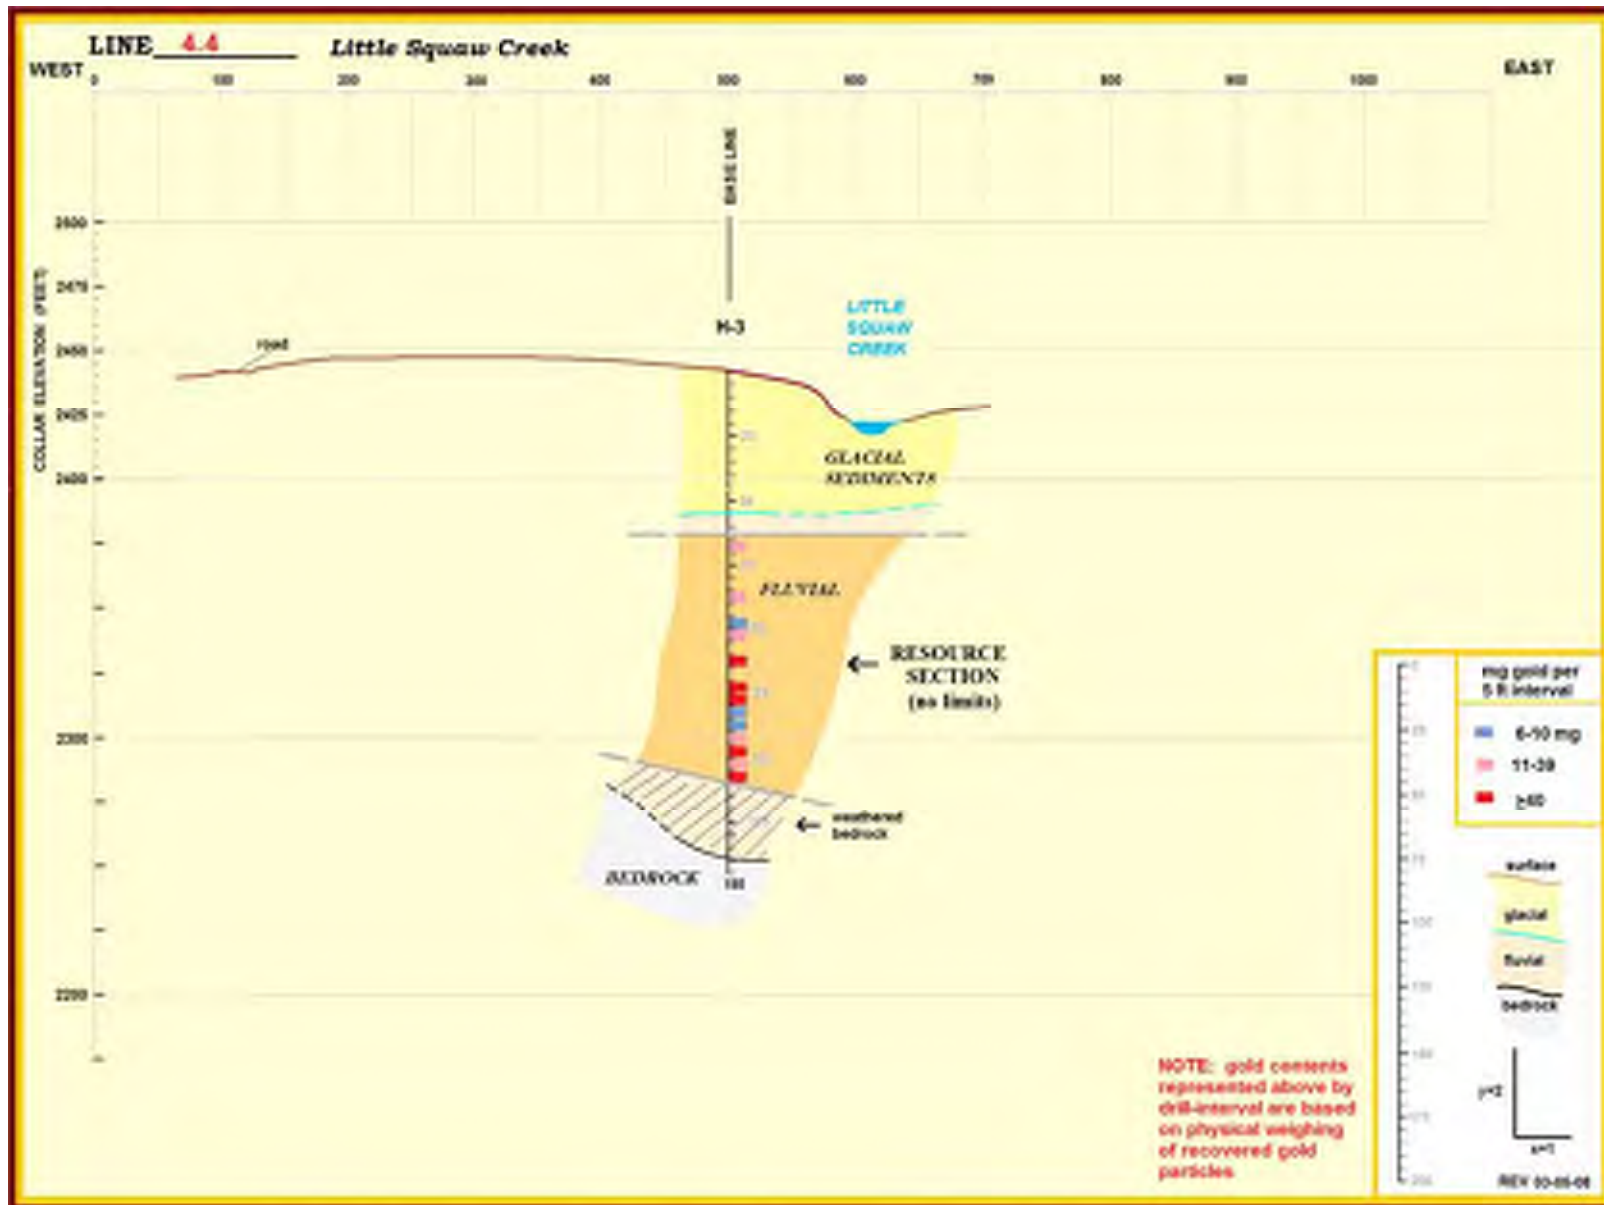 LINE 4.4 Little Squaw Creek
WEST
EAST
0 100 200 300 400 500 600 700 800 900 1000
BASE LINE
2500
2475
2450
2425
2400
2300
2200
COLLAR ELEVATION (FEET)
road
H-3
LITTLE
SQUAW
CREEK
GLACIAL
SEDIMENTS
FLUVIAL
RESOURCE
SECTION
(no limits)
weathered
bedrock
BEDROCK
mg gold per
5 ft interval
6-10 mg
11-39
≥40
surface
glacial
fluvial
bedrock
y=2
x=1
NOTE: gold contents
represented above by
drill-interval are based
on physical weighing
of recovered gold
particles
REV